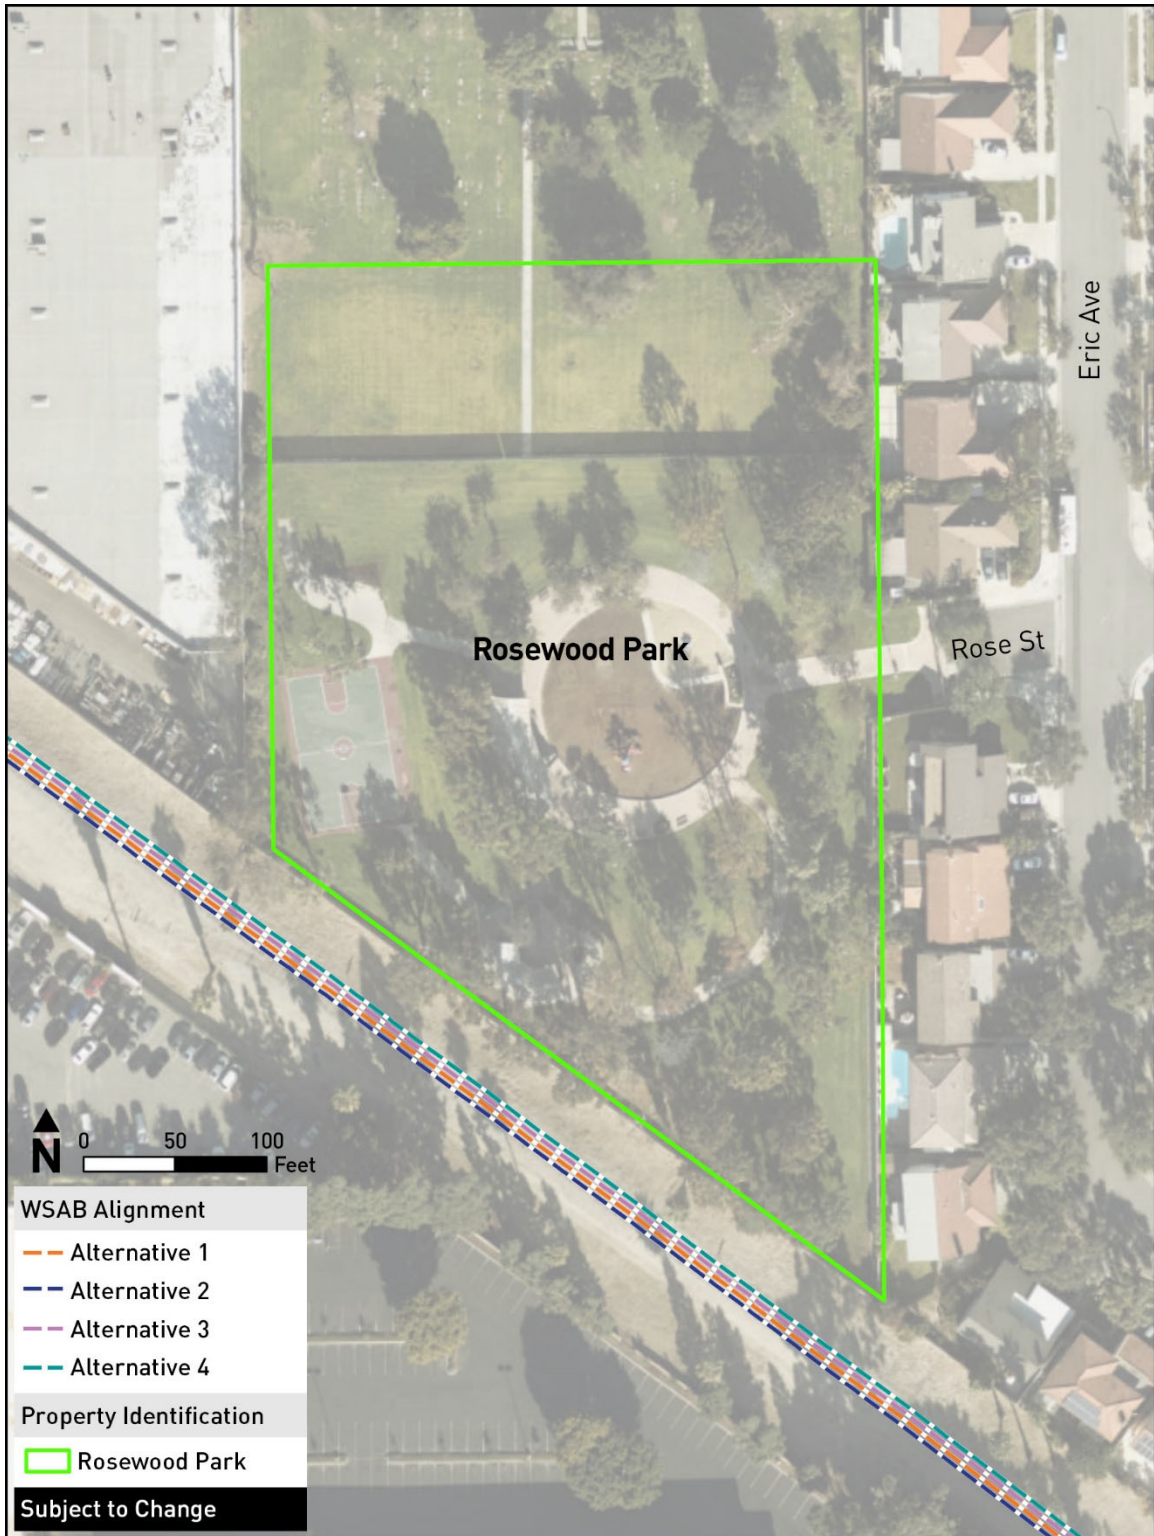 Eric Ave
Rosewood Park
Rose St
N
0 50 100
Feet
WSAB Alignment
Alternative 1
Alternative 2
Alternative 3
Alternative 4
Property Identification
Rosewood Park
Subject to Change